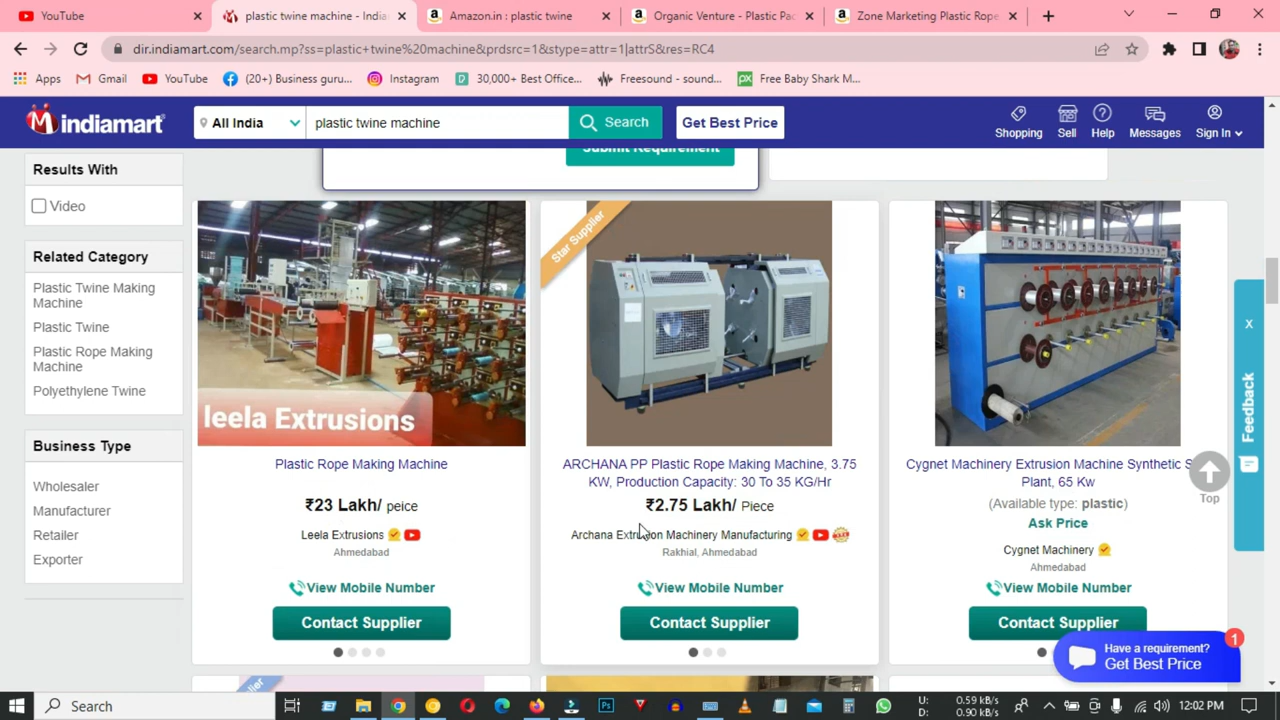 YouTube
plastic twine machine - India
Amazon.in : plastic twine
Organic Venture - Plastic Pac
Zone Marketing Plastic Rope
dir.indiamart.com/search.mp?ss=plastic+twine%20machine&prdsrc=1&stype=attr=1|attrS&res=RC4
Apps
Gmail
YouTube
(20+) Business guru...
Instagram
30,000+ Best Office...
Freesound - sound...
Free Baby Shark M...
indiamart
All India
plastic twine machine
Search
Get Best Price
Shopping
Sell
Help
Messages
Sign In
Submit Requirement
Results With
Video
Related Category
Plastic Twine Making
Machine
Plastic Twine
Plastic Rope Making
Machine
Polyethylene Twine
Business Type
Wholesaler
Manufacturer
Retailer
Exporter
leela Extrusions
Plastic Rope Making Machine
₹23 Lakh/ peice
Leela Extrusions
Ahmedabad
View Mobile Number
Contact Supplier
Star Supplier
ARCHANA PP Plastic Rope Making Machine, 3.75
KW, Production Capacity: 30 To 35 KG/Hr
₹2.75 Lakh/ Piece
Archana Extrusion Machinery Manufacturing
Rakhial, Ahmedabad
View Mobile Number
Contact Supplier
Cygnet Machinery Extrusion Machine Synthetic S
Plant, 65 Kw
(Available type: plastic)
Ask Price
Cygnet Machinery
Ahmedabad
View Mobile Number
Contact Supplier
Top
x
Feedback
1
Have a requirement?
Get Best Price
Search
U: 0.59 kB/s
D: 0.90 kB/s
12:02 PM